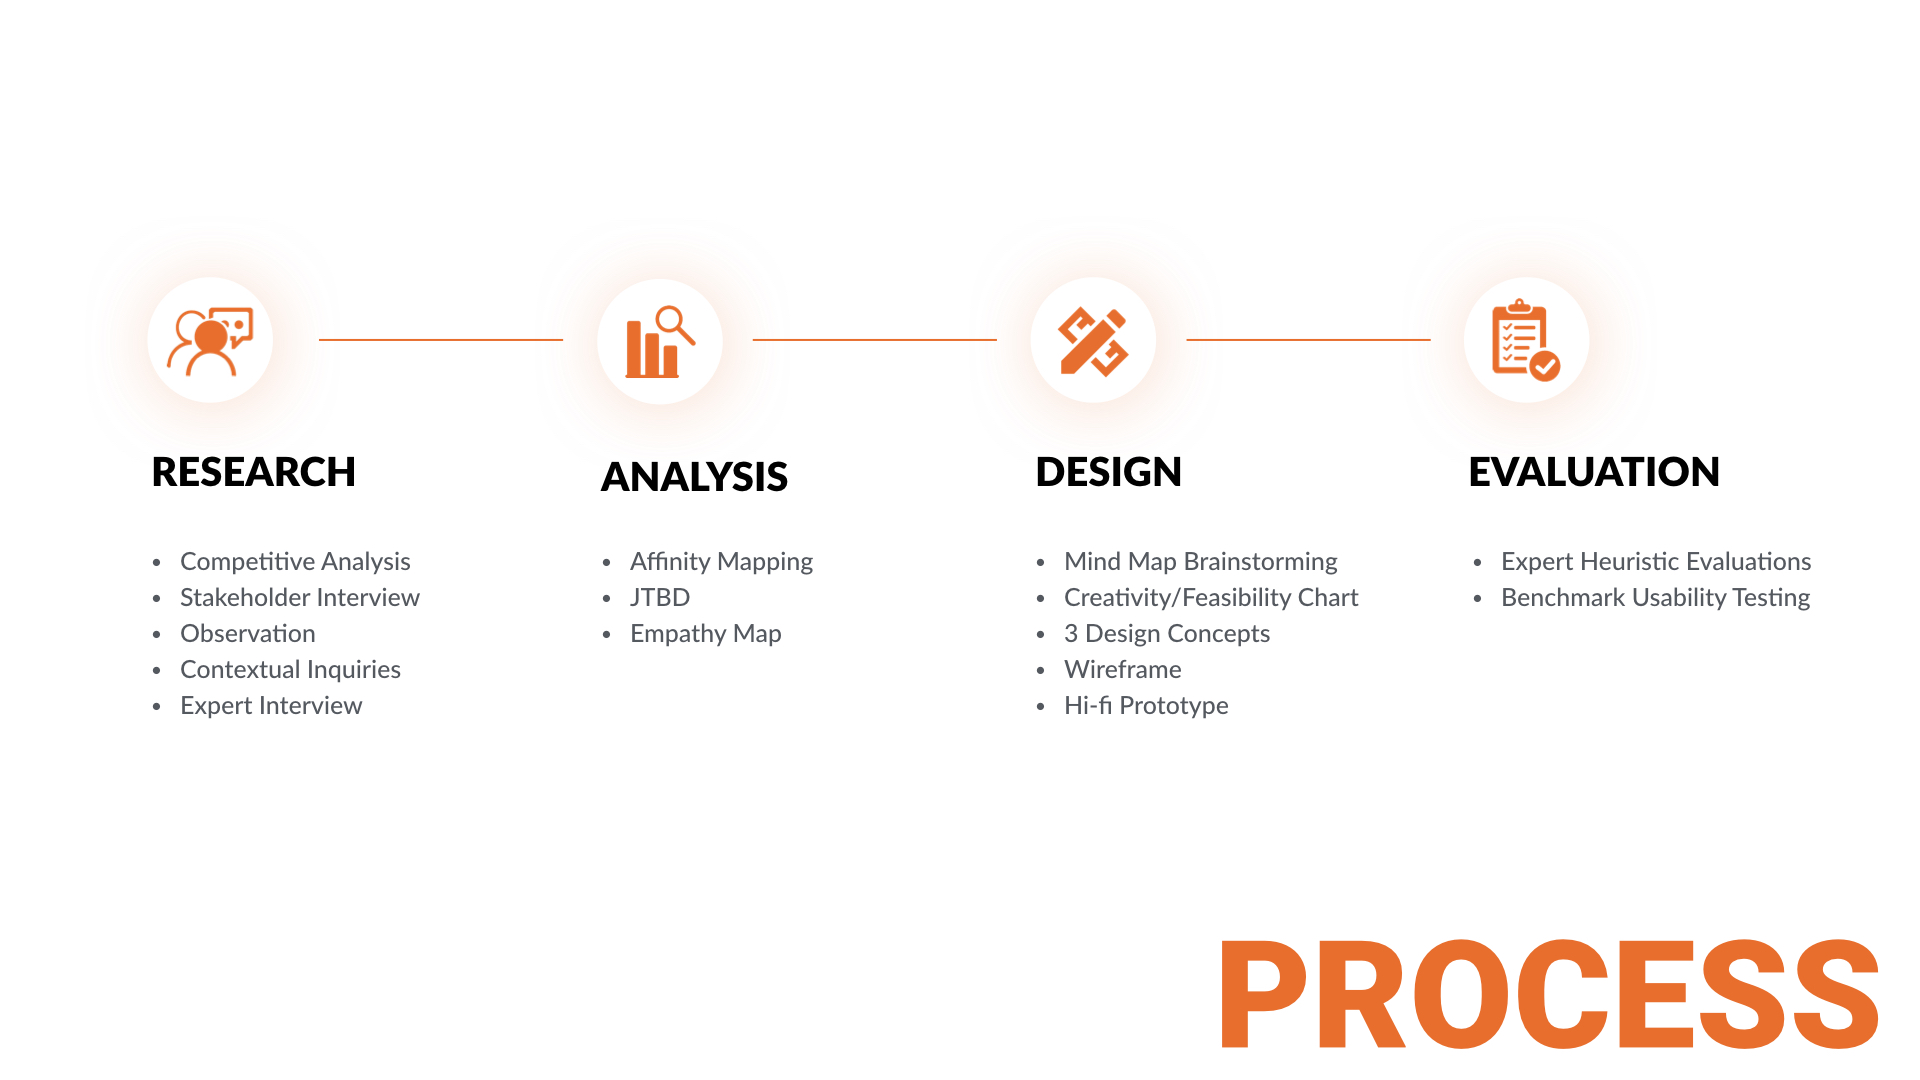 RESEARCH
• Competitive Analysis
• Stakeholder Interview
• Observation
• Contextual Inquiries
• Expert Interview
ANALYSIS
• Affinity Mapping
• JTBD
• Empathy Map
DESIGN
• Mind Map Brainstorming
• Creativity/Feasibility Chart
• 3 Design Concepts
• Wireframe
• Hi-fi Prototype
EVALUATION
• Expert Heuristic Evaluations
• Benchmark Usability Testing
PROCESS